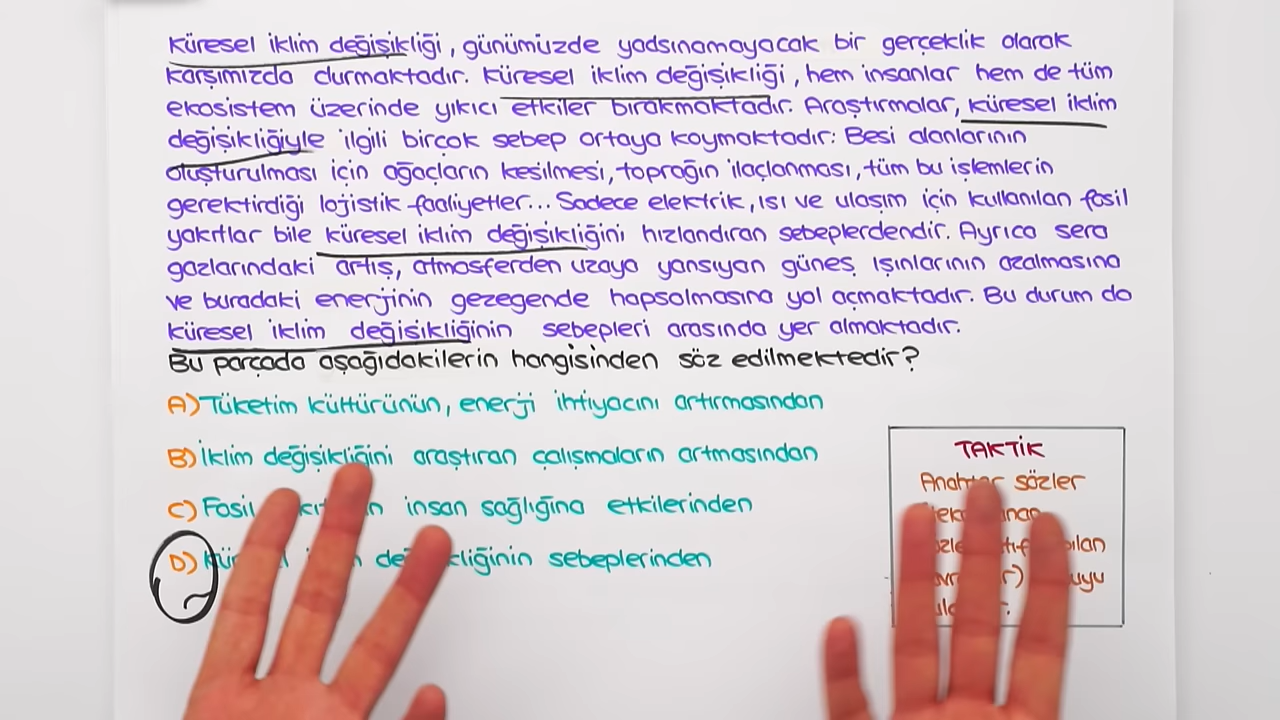 Küresel iklim değişikliği, günümüzde yadsınamayacak bir gerçeklik olarak
karşımızda durmaktadır. Küresel iklim değişikliği, hem insanlar hem de tüm
ekosistem üzerinde yıkıcı etkiler bırakmaktadır. Araştırmalar, küresel iklim
değişikliğiyle ilgili birçok sebep ortaya koymaktadır: Besi alanlarının
oluşturulması için ağaçların kesilmesi, toprağın ilaçlanması, tüm bu işlemlerin
gerektirdiği lojistik faaliyetler... Sadece elektrik, ısı ve ulaşım için kullanılan fosil
yakıtlar bile küresel iklim değişikliğini hızlandıran sebeplerdendir. Ayrıca sera
gazlarındaki artış, atmosferden uzaya yansıyan güneş ışınlarının azalmasına
ve buradaki enerjinin gezegende hapsolmasına yol açmaktadır. Bu durum da
küresel iklim değişikliğinin sebepleri arasında yer almaktadır.
Bu parçada aşağıdakilerin hangisinden söz edilmektedir?
A) Tüketim kültürünün, enerji ihtiyacını artırmasından
B) İklim değişikliğini araştıran çalışmaların artmasından
C) Fosil insan sağlığına etkilerinden
D) sebeplerinden
TAKTİK
sözler